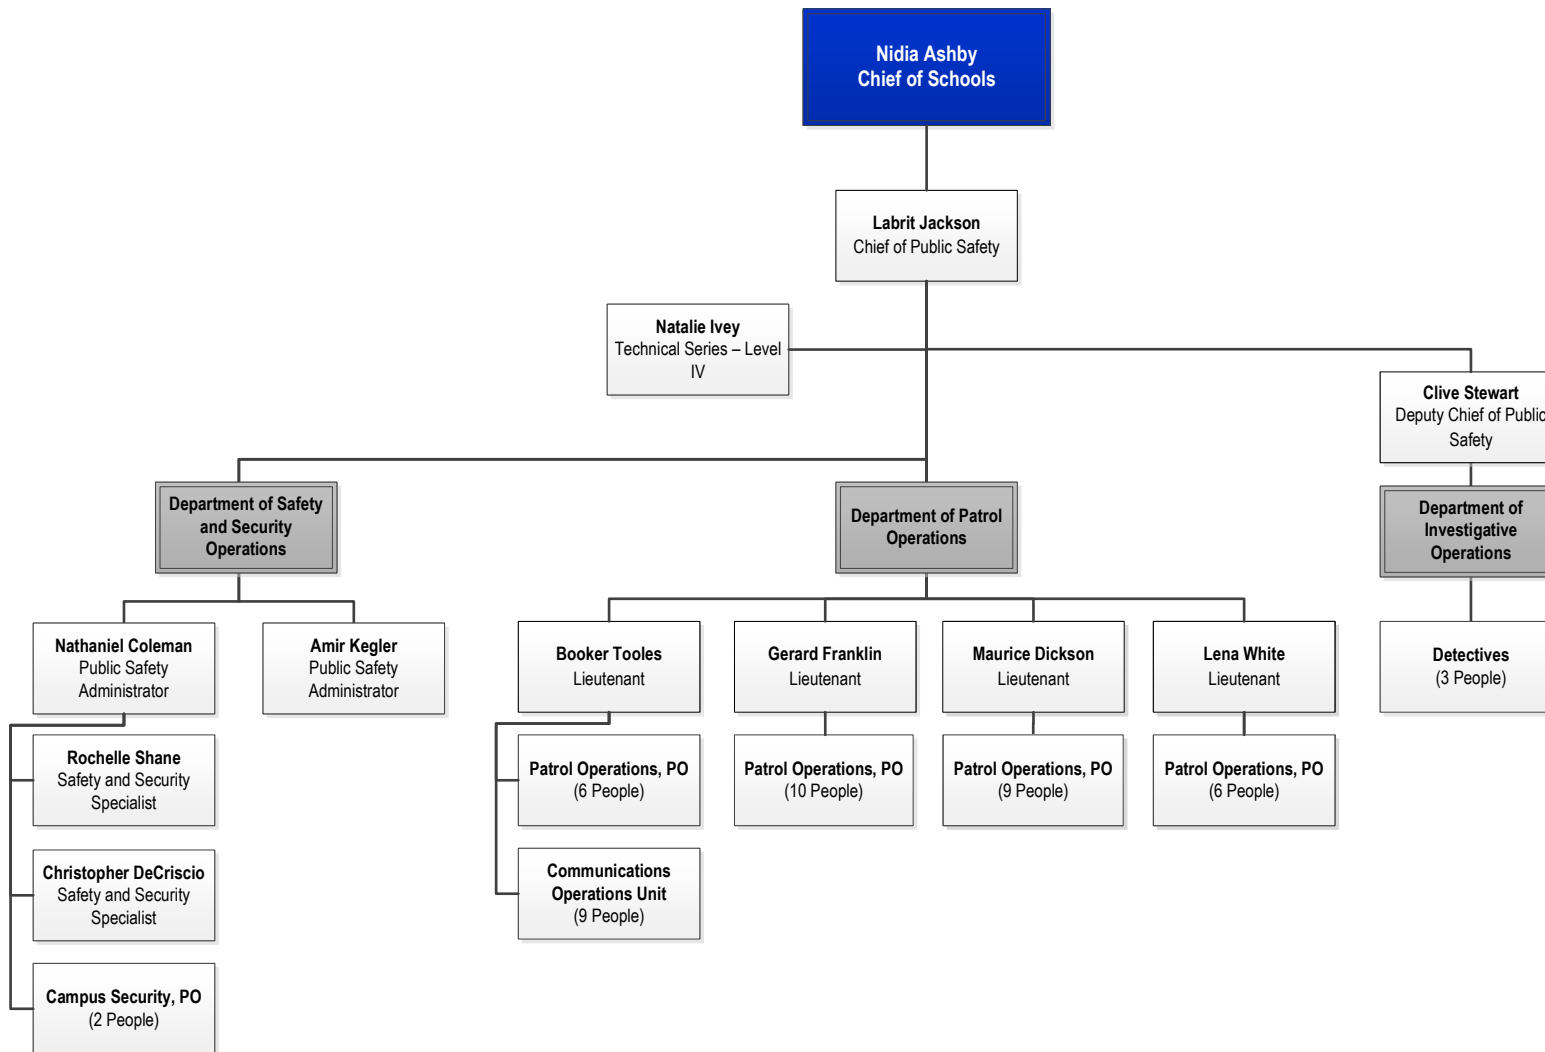 Nidia Ashby
Chief of Schools
Labrit Jackson
Chief of Public Safety
Natalie Ivey
Technical Series – Level
IV
Clive Stewart
Deputy Chief of Public
Safety
Department of Safety
and Security
Operations
Department of Patrol
Operations
Department of
Investigative
Operations
Nathaniel Coleman
Public Safety
Administrator
Amir Kegler
Public Safety
Administrator
Booker Tooles
Lieutenant
Gerard Franklin
Lieutenant
Maurice Dickson
Lieutenant
Lena White
Lieutenant
Detectives
(3 People)
Rochelle Shane
Safety and Security
Specialist
Patrol Operations, PO
(6 People)
Patrol Operations, PO
(10 People)
Patrol Operations, PO
(9 People)
Patrol Operations, PO
(6 People)
Christopher DeCriscio
Safety and Security
Specialist
Communications
Operations Unit
(9 People)
Campus Security, PO
(2 People)